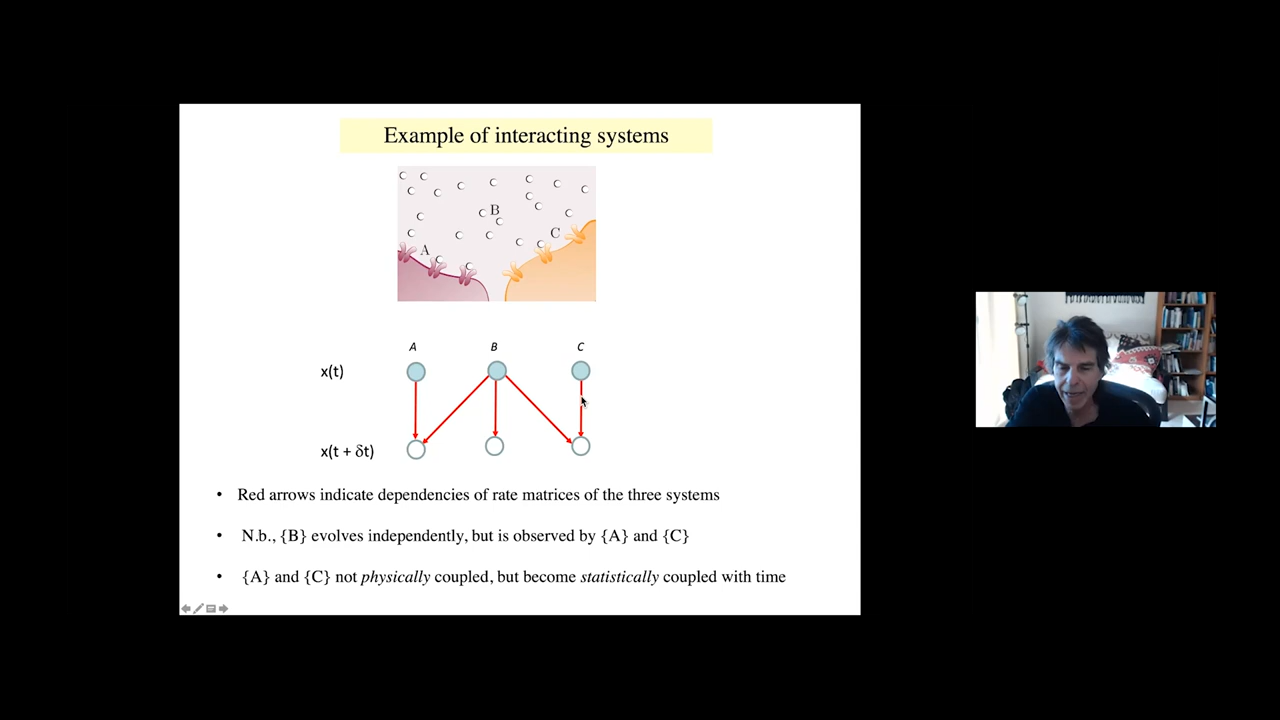 Example of interacting systems
B
C
A
A B C
x(t)
x(t + δt)
• Red arrows indicate dependencies of rate matrices of the three systems
• N.b., {B} evolves independently, but is observed by {A} and {C}
• {A} and {C} not physically coupled, but become statistically coupled with time